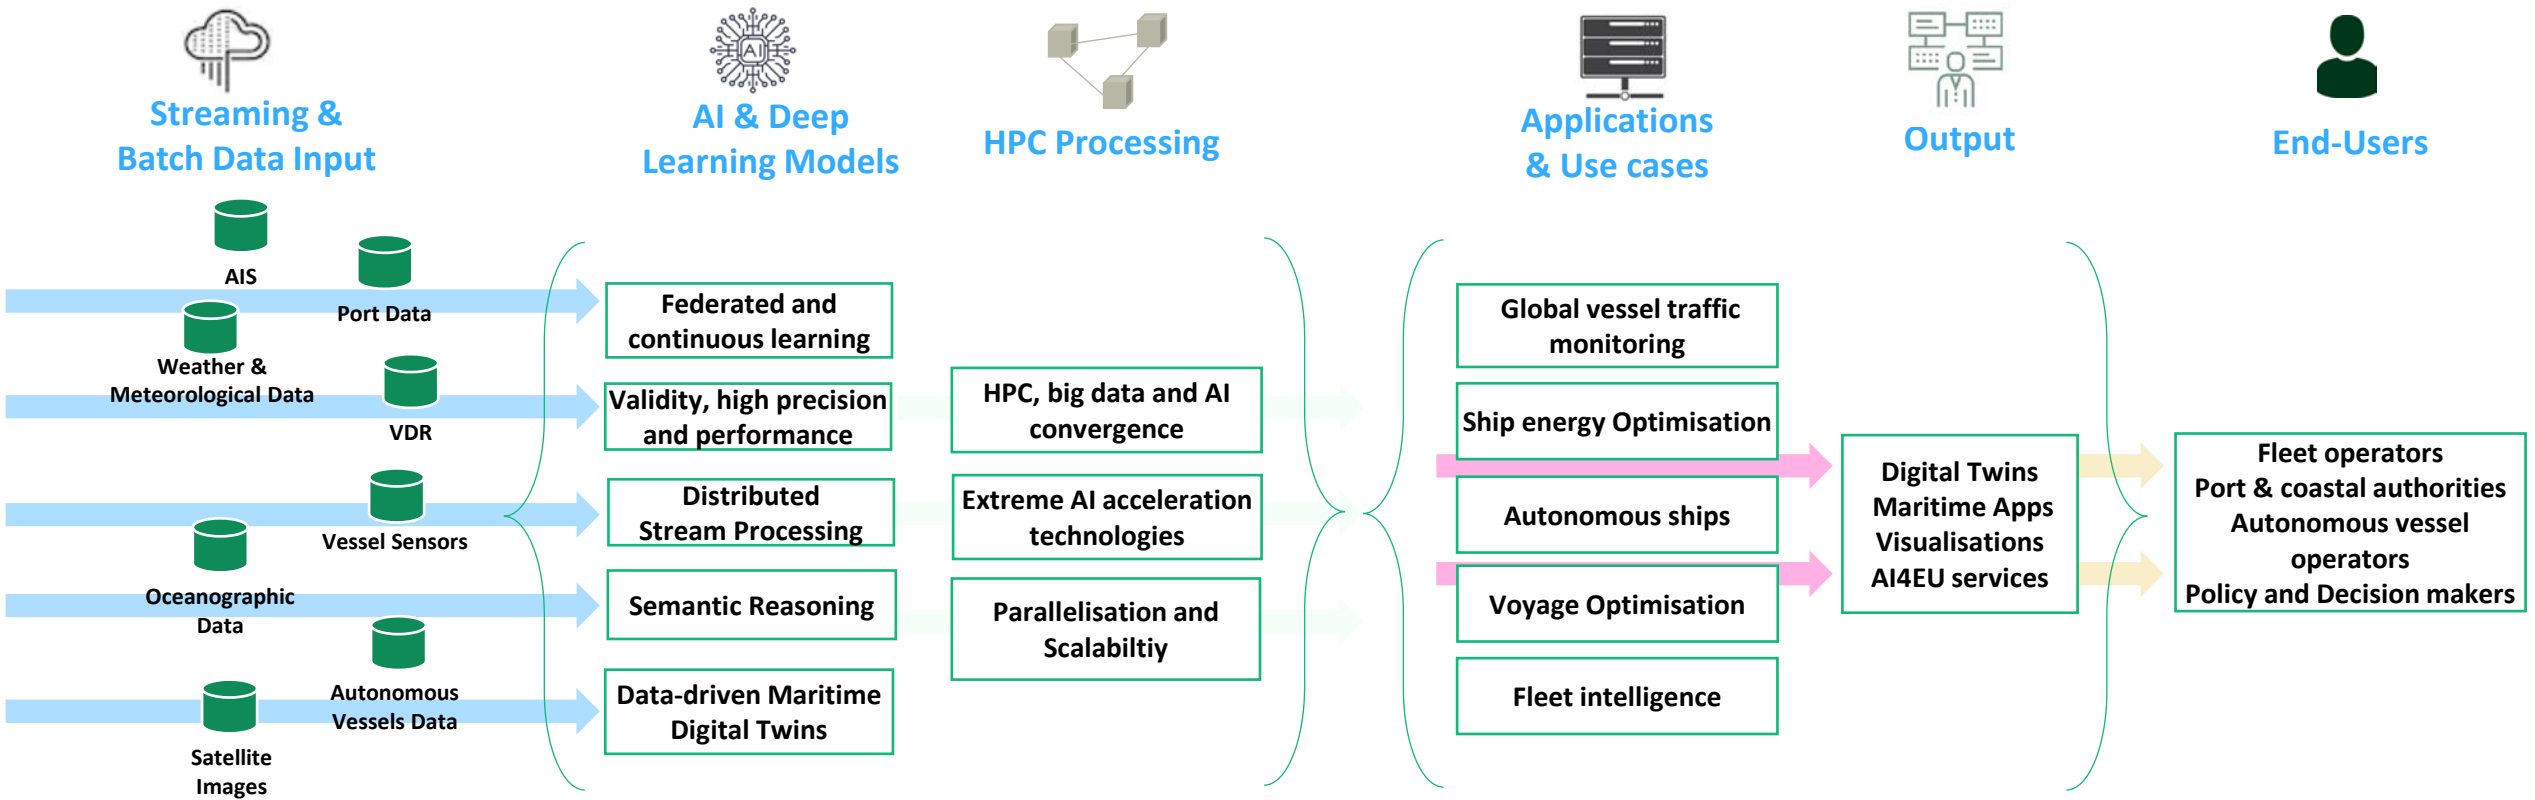 Streaming &
Batch Data Input
AI & Deep
Learning Models
HPC Processing
Applications
& Use cases
Output
End-Users
AIS
Port Data
Weather &
Meteorological Data
VDR
Vessel Sensors
Oceanographic
Data
Autonomous
Vessels Data
Satellite
Images
AI
Federated and
continuous learning
Validity, high precision
and performance
Distributed
Stream Processing
Semantic Reasoning
Data-driven Maritime
Digital Twins
HPC, big data and AI
convergence
Extreme AI acceleration
technologies
Parallelisation and
Scalabiltiy
Global vessel traffic
monitoring
Ship energy Optimisation
Autonomous ships
Voyage Optimisation
Fleet intelligence
Digital Twins
Maritime Apps
Visualisations
AI4EU services
Fleet operators
Port & coastal authorities
Autonomous vessel
operators
Policy and Decision makers